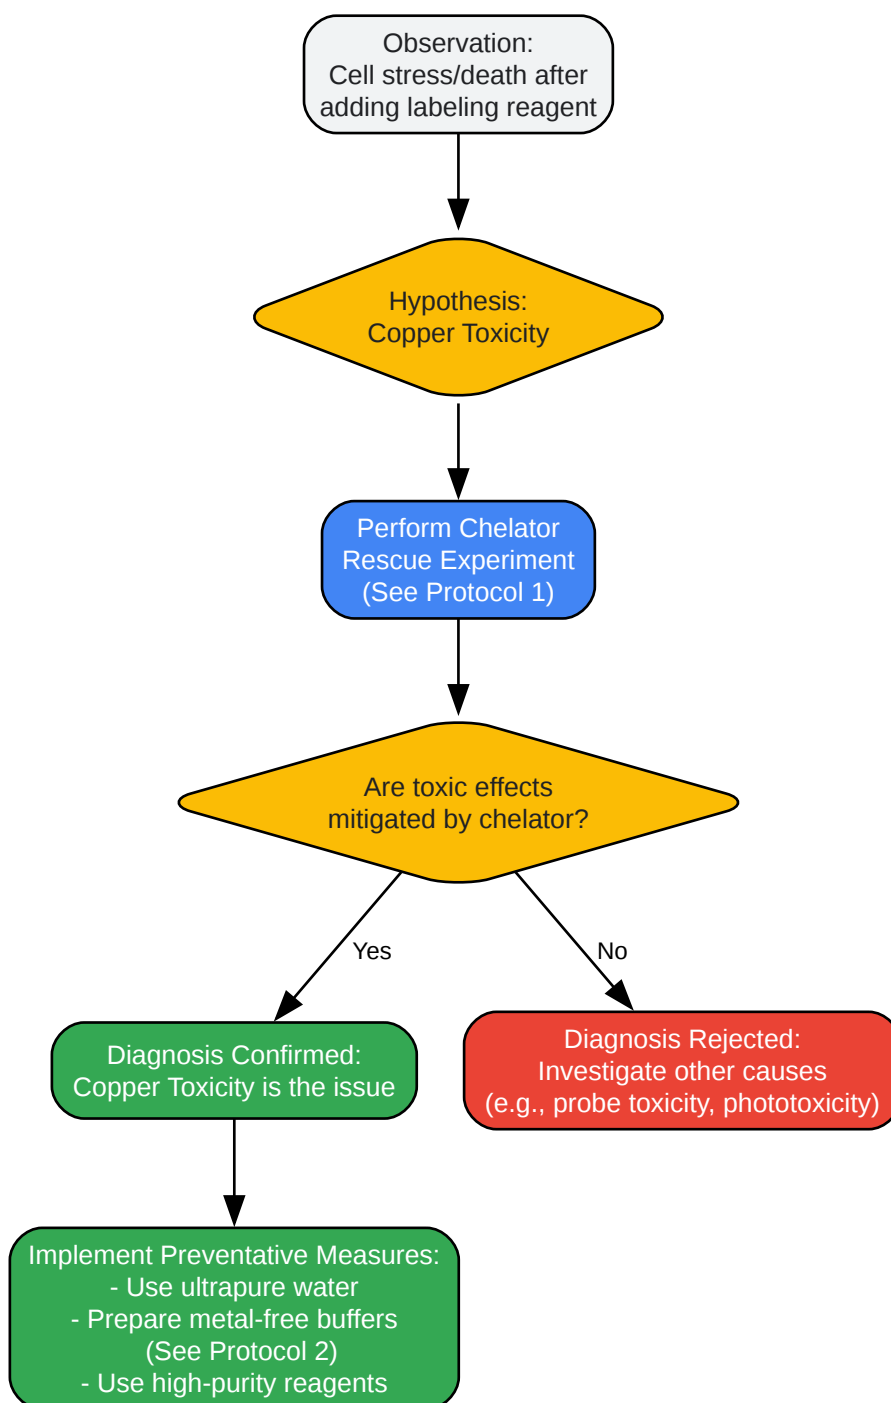 Observation:
Cell stress/death after
adding labeling reagent
Hypothesis:
Copper Toxicity
Perform Chelator
Rescue Experiment
(See Protocol 1)
Are toxic effects
mitigated by chelator?
Yes
No
Diagnosis Confirmed:
Copper Toxicity is the issue
Diagnosis Rejected:
Investigate other causes
(e.g., probe toxicity, phototoxicity)
Implement Preventative Measures:
- Use ultrapure water
- Prepare metal-free buffers
(See Protocol 2)
- Use high-purity reagents